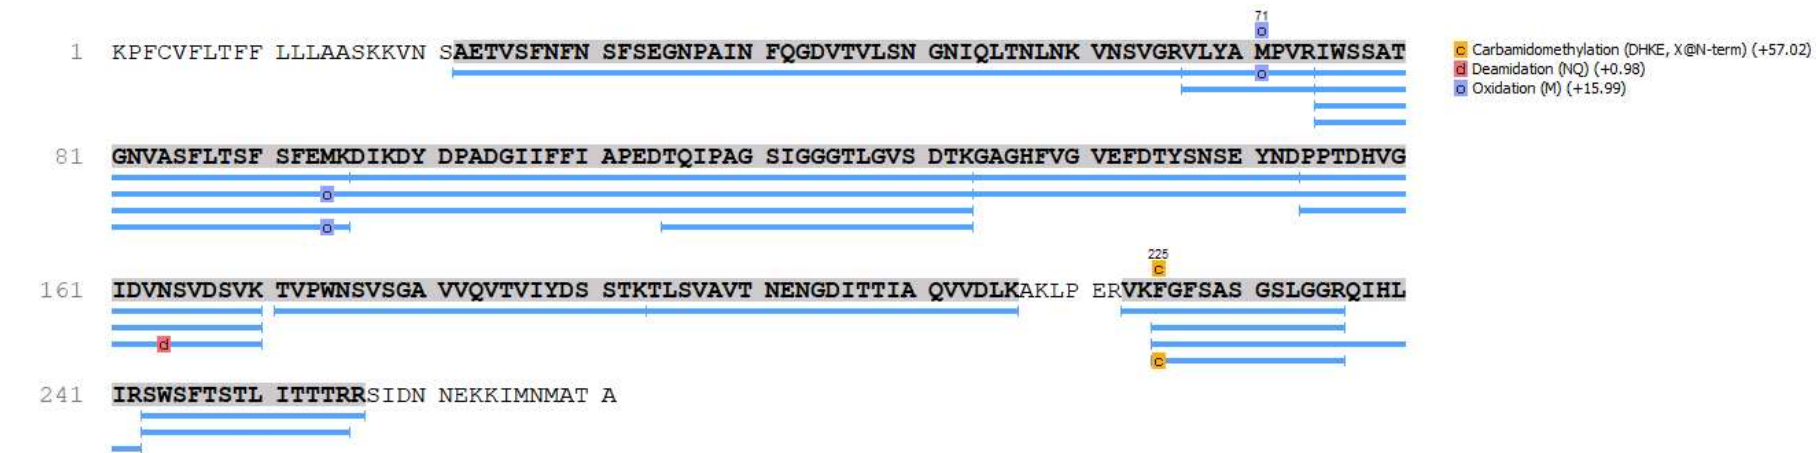 71
o
1 KPFCVFLTFF LLLAASKKVN SAETVSFNFN SFSEGNPAIN FQGDVTVLSN GNIQLTNLNK VNSVGRVLYA MPVRIWSSAT
o
c Carbamidomethylation (DHKE, X@N-term) (+57.02)
d Deamidation (NQ) (+0.98)
o Oxidation (M) (+15.99)
81 GNVASFLTSF SFEMKDIKDY DPADGIIFFI APEDTQIPAG SIGGGTLGVS DTKGAGHFVG VEFDTYSNSE YNDPPTDHVG
o
o
225
c
161 IDVNSVDSVK TVPWNSVSGA VVQVTVIYDS STKTLSVAVT NENGDITTIA QVVDLKAKLP ERVKFGFSAS GSLGGRQIHL
d
c
241 IRSWSFTSTL ITTTRRSIDN NEKKIMNMAT A